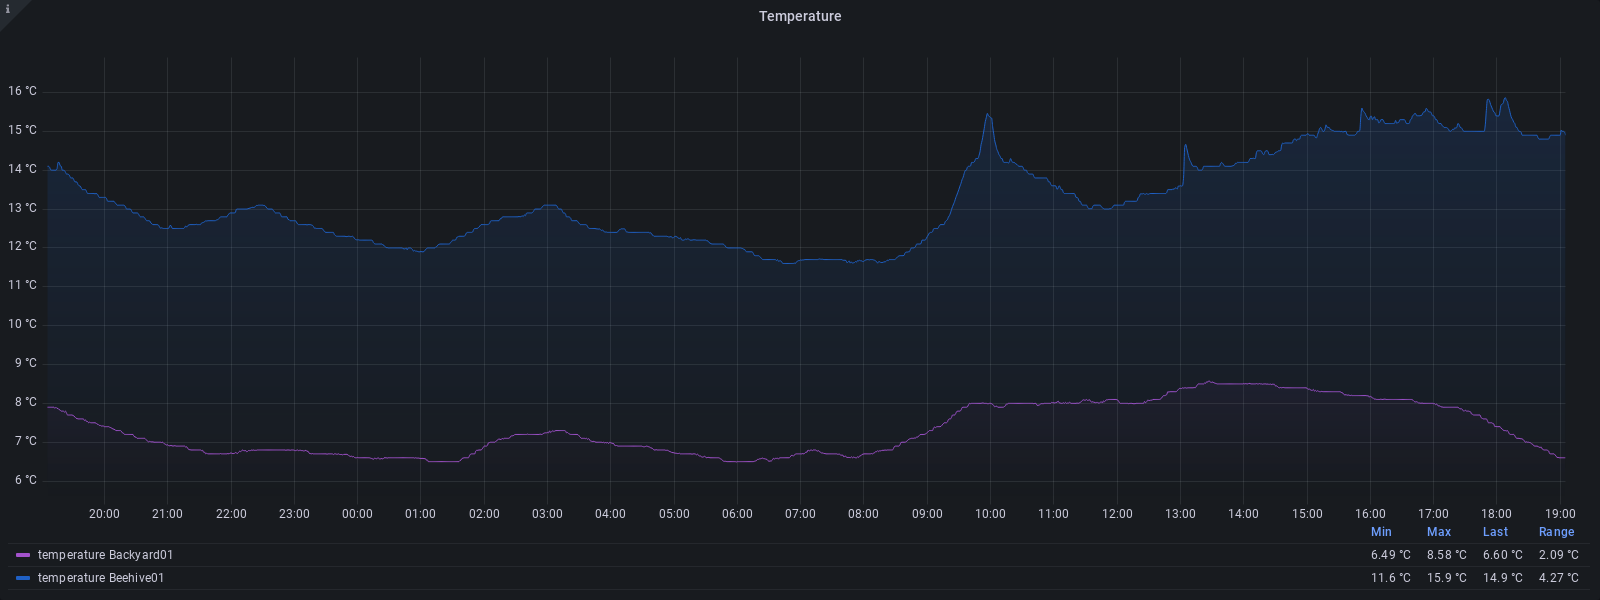 i
Temperature
16 °C
15 °C
14 °C
13 °C
12 °C
11 °C
10 °C
9 °C
8 °C
7 °C
6 °C
20:00 21:00 22:00 23:00 00:00 01:00 02:00 03:00 04:00 05:00 06:00 07:00 08:00 09:00 10:00 11:00 12:00 13:00 14:00 15:00 16:00 17:00 18:00 19:00
Min Max Last Range
temperature Backyard01 6.49 °C 8.58 °C 6.60 °C 2.09 °C
temperature Beehive01 11.6 °C 15.9 °C 14.9 °C 4.27 °C